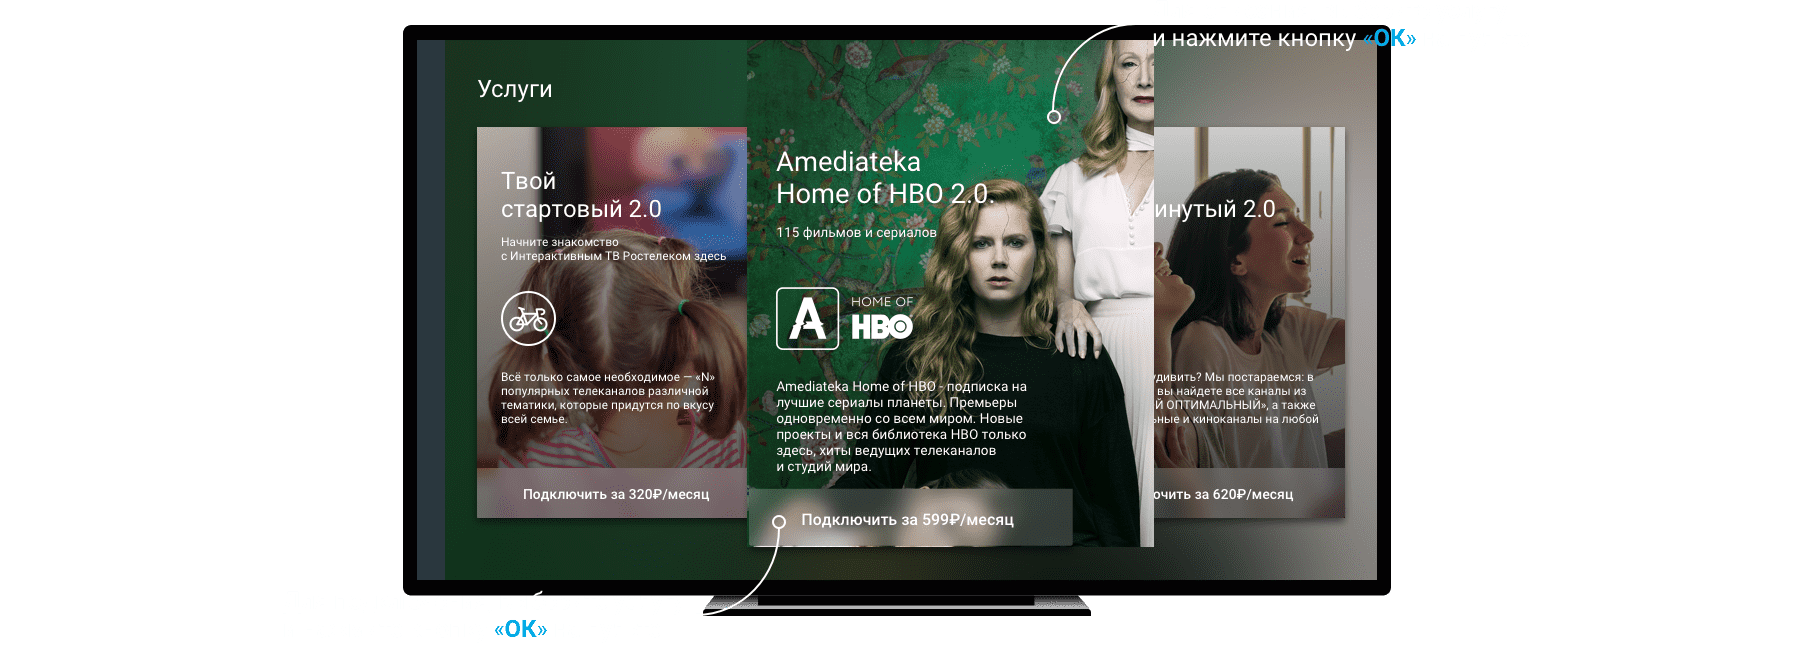 и нажмите кнопку «ОК»
Услуги
Твой
стартовый 2.0
Начните знакомство
с Интерактивным ТВ Ростелеком здесь
Всё только самое необходимое — «N»
популярных телеканалов различной
тематики, которые придутся по вкусу
всей семье.
Подключить за 320₽/месяц
Amediateka
Home of HBO 2.0.
115 фильмов и сериалов
A
HOME OF
HBO
Amediateka Home of HBO - подписка на
лучшие сериалы планеты. Премьеры
одновременно со всем миром. Новые
проекты и вся библиотека HBO только
здесь, хиты ведущих телеканалов
и студий мира.
Подключить за 599₽/месяц
инутый 2.0
удивить? Мы постараемся: в
вы найдете все каналы из
Й ОПТИМАЛЬНЫЙ», а также
ьные и киноканалы на любой
очить за 620₽/месяц
«ОК»